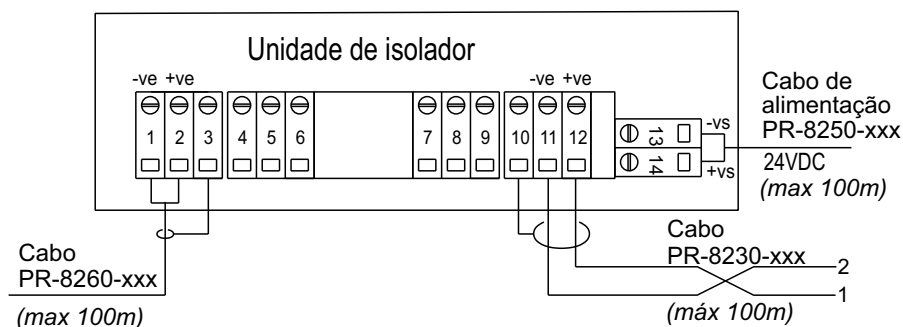 Unidade de isolador
-ve +ve
-ve +ve
1 2 3 4 5 6 7 8 9 10 11 12
13 -vs
14 +vs
Cabo de
alimentação
PR-8250-xxx
24VDC
(max 100m)
Cabo
PR-8260-xxx
(max 100m)
Cabo
PR-8230-xxx
2
1
(máx 100m)